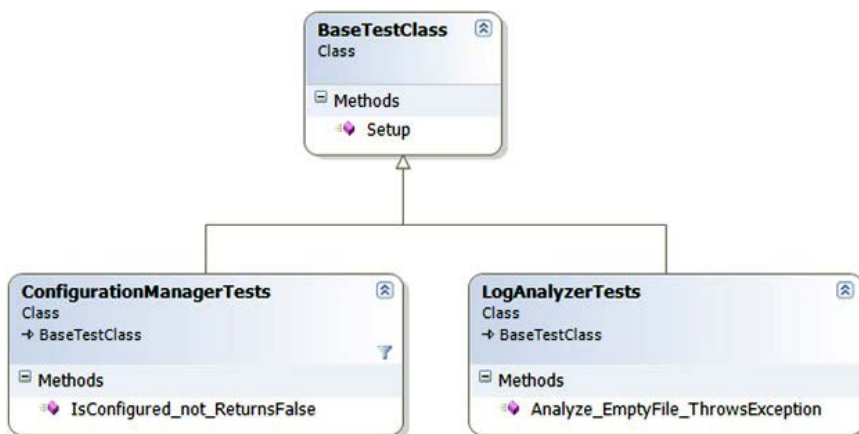 BaseTestClass
Class
Methods
Setup
ConfigurationManagerTests
Class
BaseTestClass
Methods
IsConfigured_not_ReturnsFalse
LogAnalyzerTests
Class
BaseTestClass
Methods
Analyze_EmptyFile_ThrowsException